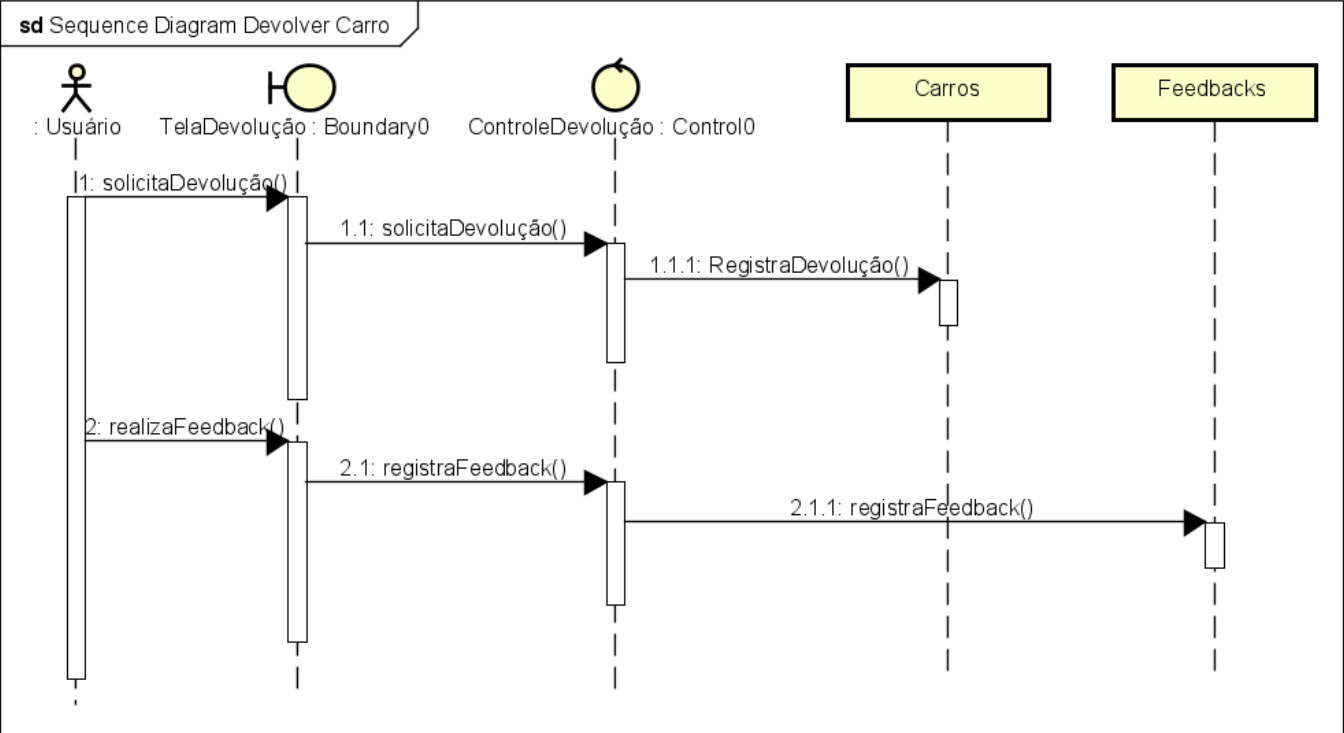 sd Sequence Diagram Devolver Carro
: Usuário
TelaDevolução : Boundary0
ControleDevolução : Control0
Carros
Feedbacks
1: solicitaDevolução()
1.1: solicitaDevolução()
1.1.1: RegistraDevolução()
2: realizaFeedback()
2.1: registraFeedback()
2.1.1: registraFeedback()